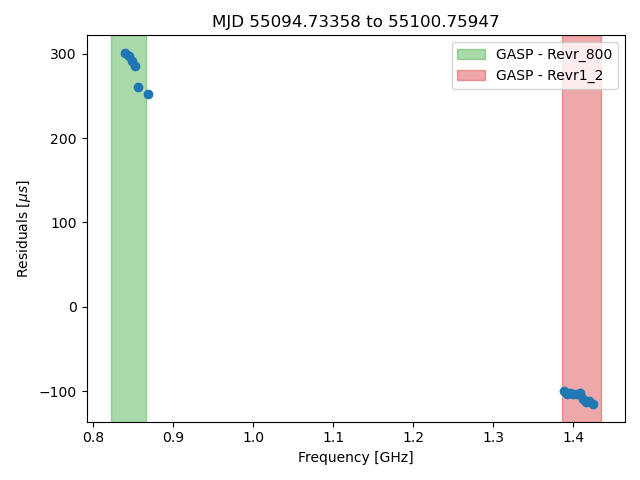 MJD 55094.73358 to 55100.75947
GASP - Revr_800
GASP - Revr1_2
Residuals [μs]
300
200
100
0
−100
0.8 0.9 1.0 1.1 1.2 1.3 1.4
Frequency [GHz]